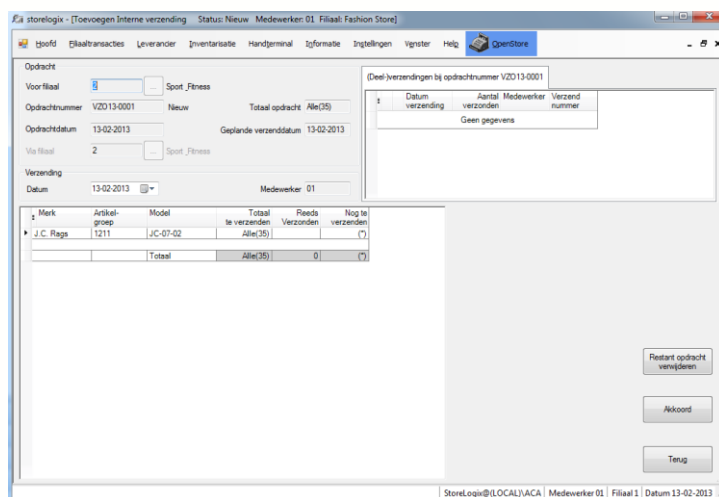 storelogix - [Toevoegen Interne verzending Status: Nieuw Medewerker: 01 Filiaal: Fashion Store]
Hoofd Filiaaltransacties Leverander Inventarisatie Handterminal Informatie Instellingen Venster Help OpenStore
Opdracht
Voor filiaal 2 ... Sport_Fitness
Opdrachtnummer VZO13-0001 Nieuw Totaal opdracht Alle(35)
Opdrachtdatum 13-02-2013 Geplande verzenddatum 13-02-2013
Via filiaal 2 ... Sport_Fitness
Verzending
Datum 13-02-2013 Medewerker 01
(Deel-)verzendingen bij opdrachtnummer VZO13-0001
Datum verzending Aantal verzonden Medewerker Verzend nummer
Geen gegevens
Merk Artikel-groep Model Totaal te verzenden Reeds Verzonden Nog te verzenden
J.C. Rags 1211 JC-07-02 Alle(35) (*)
Totaal Alle(35) 0 (*)
Restant opdracht
verwijderen
Akkoord
Terug
StoreLogix@(LOCAL)\ACA Medewerker 01 Filiaal 1 Datum 13-02-2013